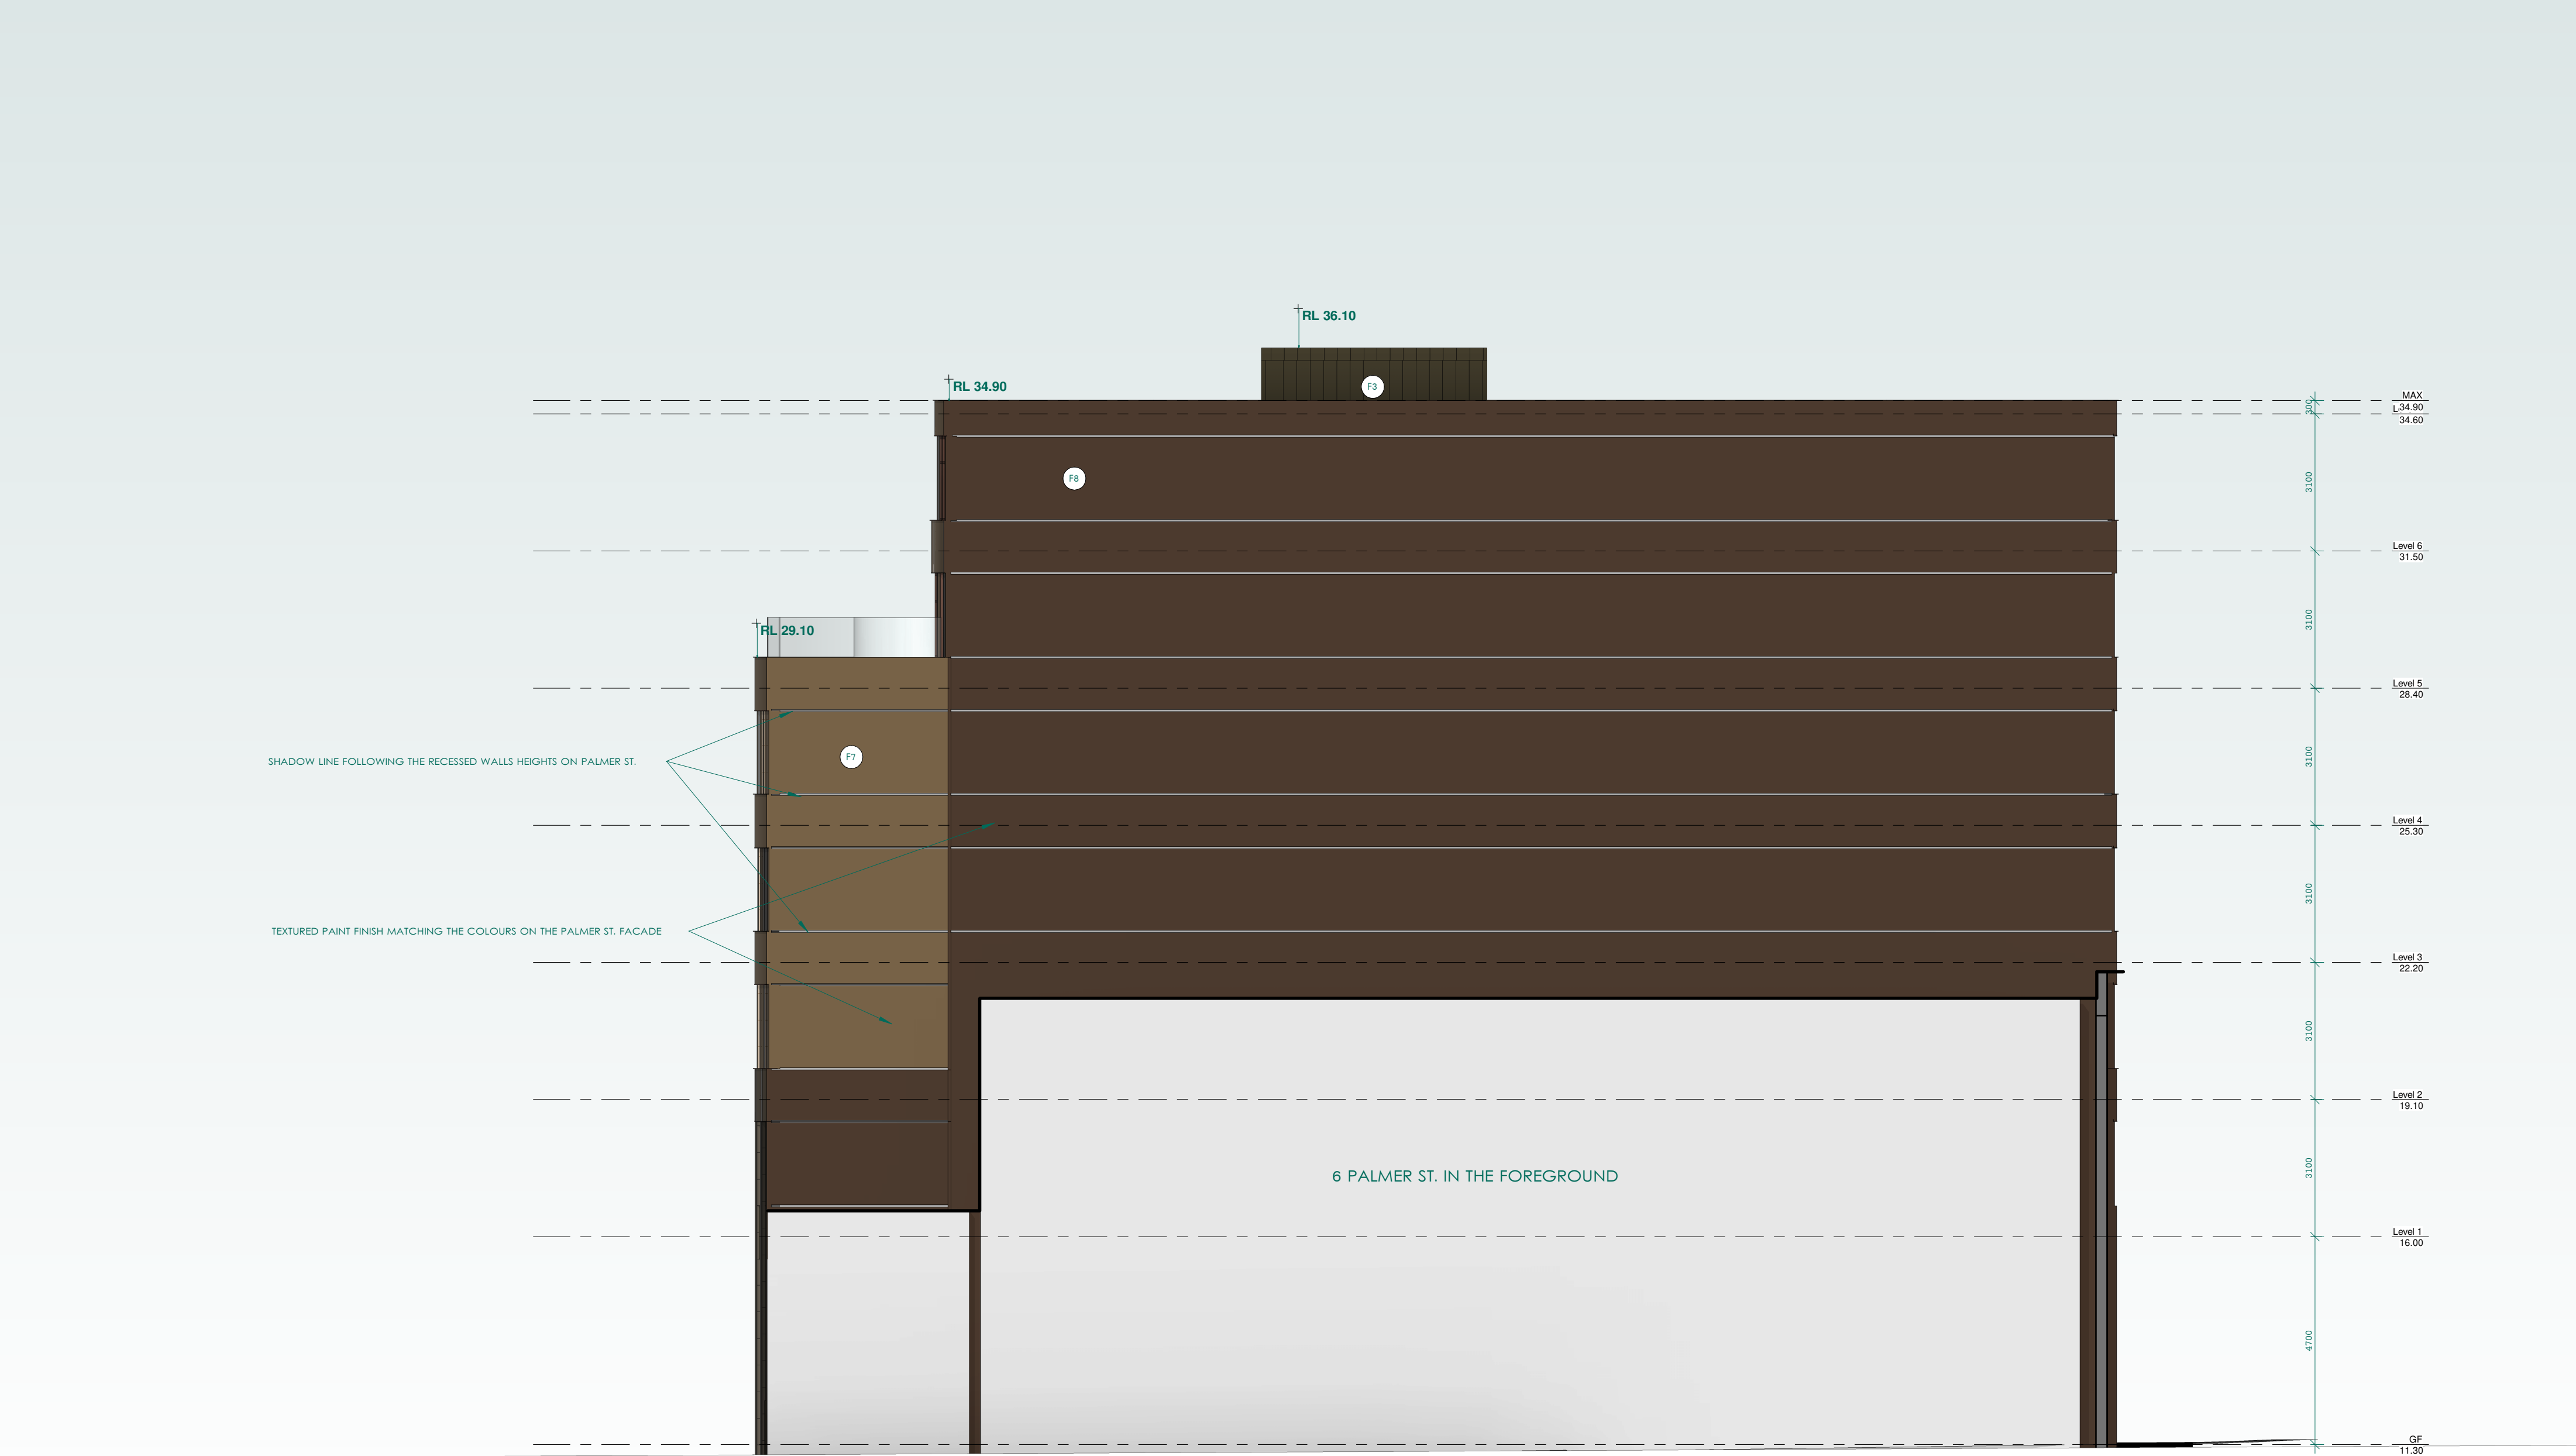 RL 36.10
F3
RL 34.90
MAX
34.90
300
34.60
F8
3100
Level 6
31.50
3100
RL 29.10
Level 5
28.40
SHADOW LINE FOLLOWING THE RECESSED WALLS HEIGHTS ON PALMER ST.
F7
3100
Level 4
25.30
3100
TEXTURED PAINT FINISH MATCHING THE COLOURS ON THE PALMER ST. FACADE
Level 3
22.20
3100
Level 2
19.10
6 PALMER ST. IN THE FOREGROUND
3100
Level 1
16.00
4700
GF
11.30